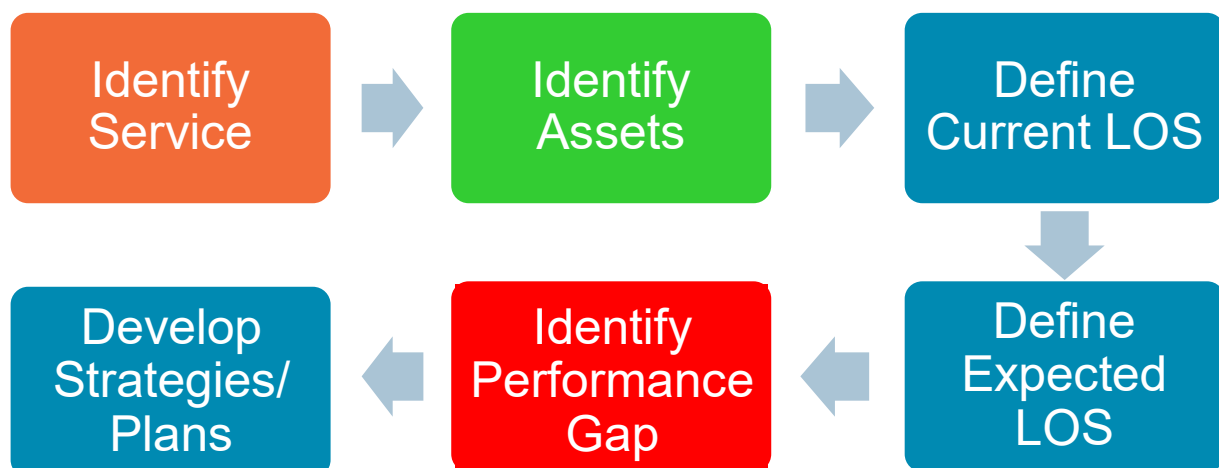 Identify
Service
Identify
Assets
Define
Current LOS
Define
Expected
LOS
Identify
Performance
Gap
Develop
Strategies/
Plans